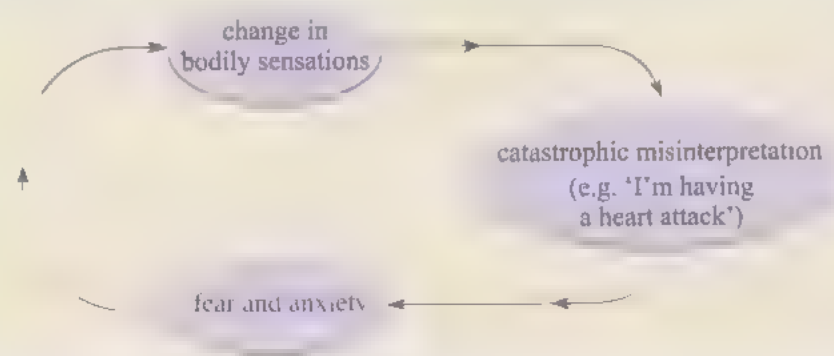 change in
bodily sensations
catastrophic misinterpretation
(e.g. 'I'm having
a heart attack')
fear and anxiety